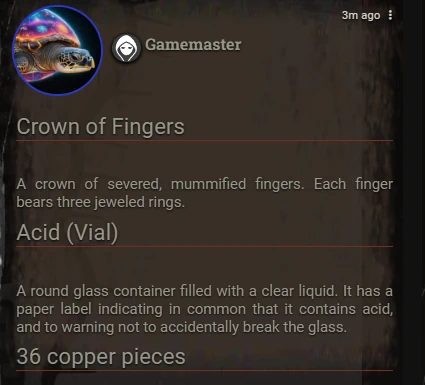 3m ago
Gamemaster
Crown of Fingers
A crown of severed, mummified fingers. Each finger
bears three jeweled rings.
Acid (Vial)
A round glass container filled with a clear liquid. It has a
paper label indicating in common that it contains acid,
and to warning not to accidentally break the glass.
36 copper pieces